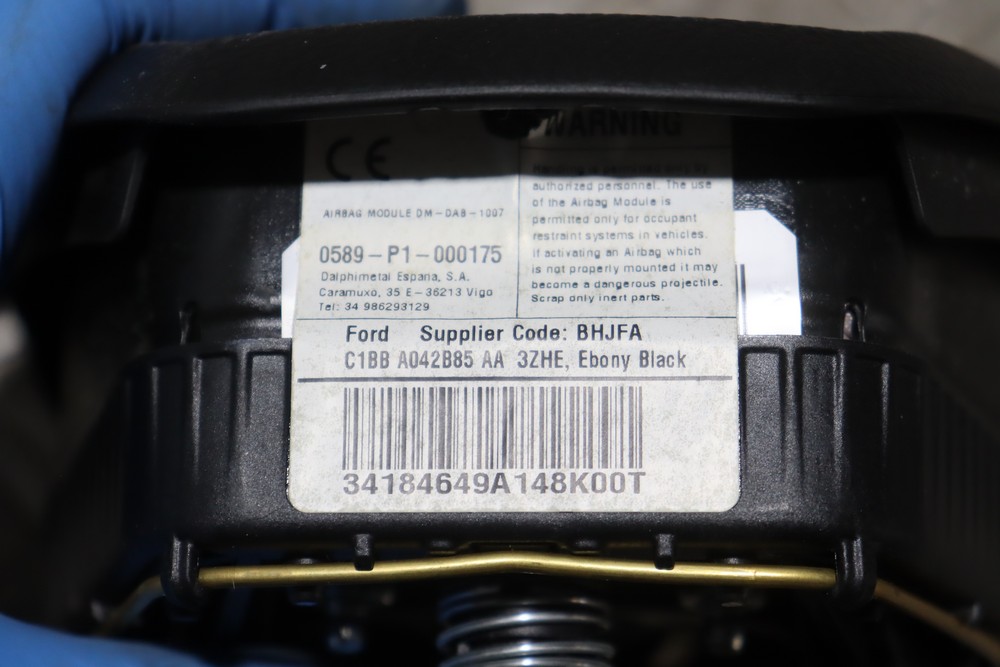 WARNING
CE
authorized personnel. The use
of the Airbag Module is
permitted only for occupant
restraint systems in vehicles.
If activating an Airbag which
is not properly mounted it may
become a dangerous projectile.
Scrap only inert parts.
AIRBAG MODULE DM-DAB-1007
0589-P1-000175
Dalphimetal Espana, S.A.
Caramuxo, 35 E-36213 Vigo
Tel: 34 986293129
Ford Supplier Code: BHJFA
C1BB A042B85 AA 3ZHE, Ebony Black
34184649A148K00T